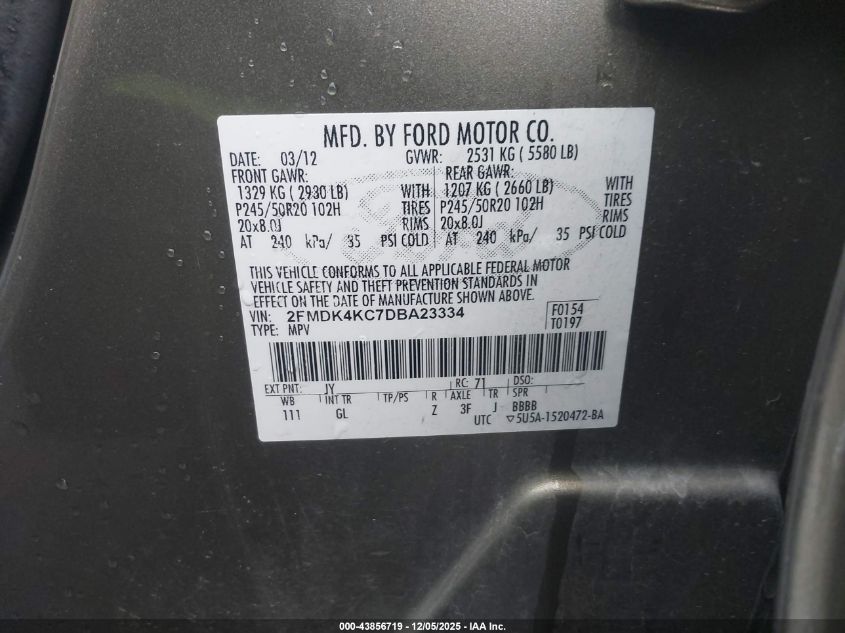 MFD. BY FORD MOTOR CO.
DATE: 03/12 GVWR: 2531 KG ( 5580 LB)
FRONT GAWR: REAR GAWR:
1329 KG ( 2930 LB) WITH 1207 KG ( 2660 LB) WITH
P245/50R20 102H TIRES P245/50R20 102H TIRES
20x8.0J RIMS 20x8.0J RIMS
AT 240 kPa/ 35 PSI COLD AT 240 kPa/ 35 PSI COLD
THIS VEHICLE CONFORMS TO ALL APPLICABLE FEDERAL MOTOR
VEHICLE SAFETY AND THEFT PREVENTION STANDARDS IN
EFFECT ON THE DATE OF MANUFACTURE SHOWN ABOVE.
VIN: 2FMDK4KC7DBA23334 F0154
TYPE: MPV T0197
EXT PNT: JY RC: 71 DSO:
WB INT TR TP/PS R AXLE TR SPR
111 GL Z 3F J BBBB
UTC ▽5U5A-1520472-BA
000-43856719 - 12/05/2025 - IAA Inc.